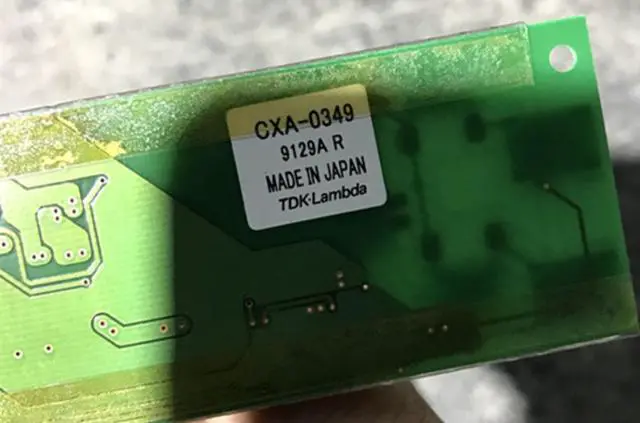 CXA-0349
9129A R
MADE IN JAPAN
TDK·Lambda